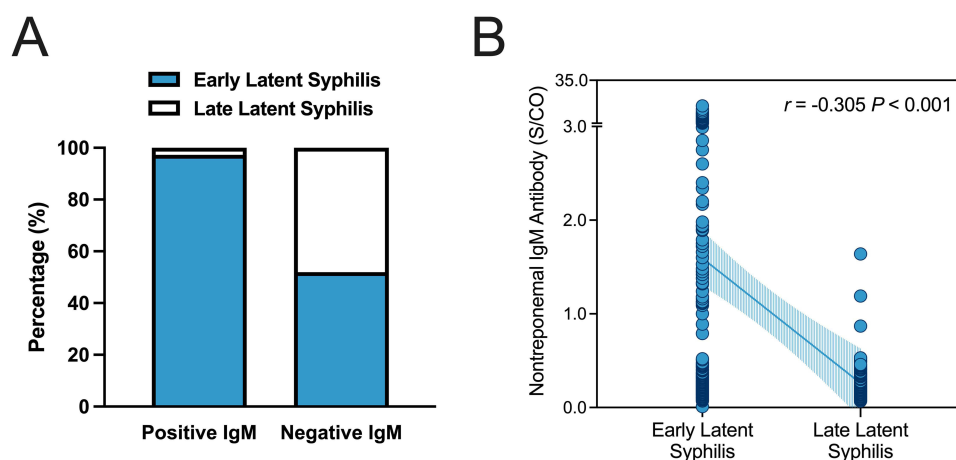 A
Early Latent Syphilis
Late Latent Syphilis
Percentage (%)
100
80
60
40
20
0
Positive IgM
Negative IgM
B
Nontreponemal IgM Antibody (S/CO)
35.0
3.0
2.0
1.0
0.0
r = -0.305 P < 0.001
Early Latent
Syphilis
Late Latent
Syphilis